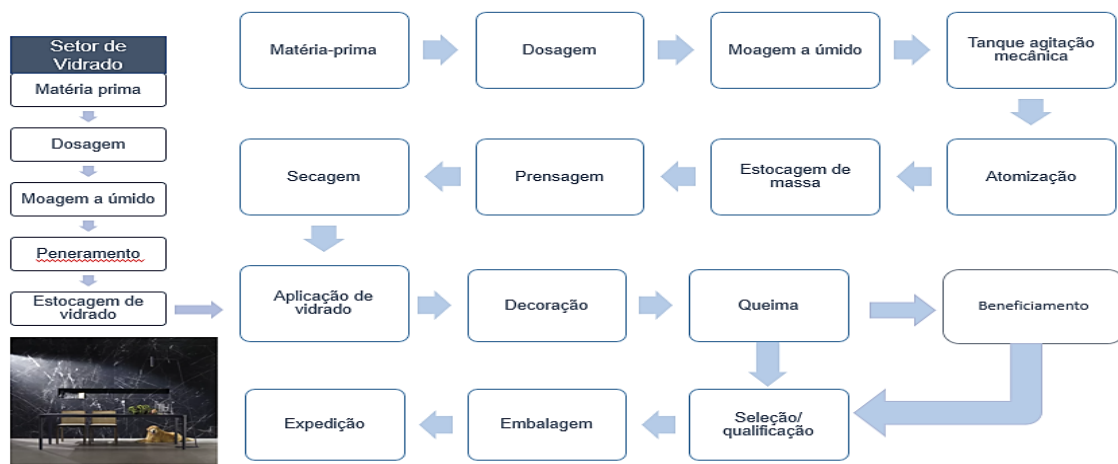 Setor de
Vidrado
Matéria prima
Dosagem
Moagem a úmido
Peneramento
Estocagem de
vidrado
Matéria-prima
Dosagem
Moagem a úmido
Tanque agitação
mecânica
Atomização
Estocagem de
massa
Prensagem
Secagem
Aplicação de
vidrado
Decoração
Queima
Beneficiamento
Seleção/
qualificação
Embalagem
Expedição